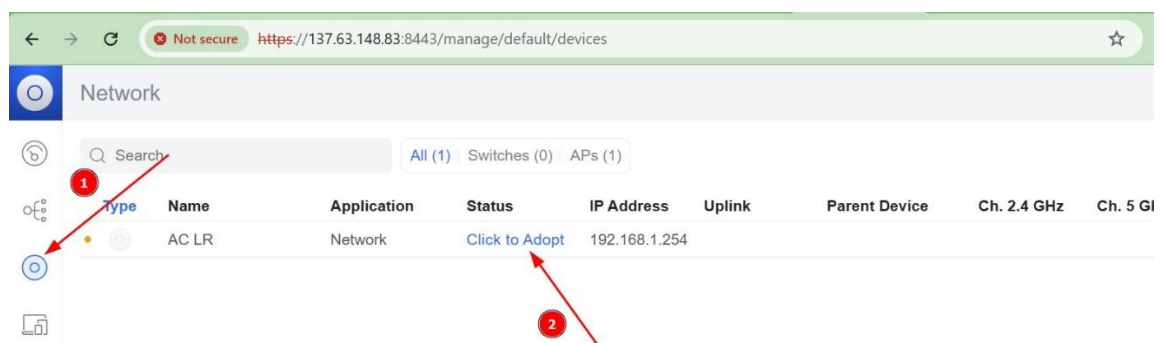 Not secure https://137.63.148.83:8443/manage/default/devices
Network
Search All (1) Switches (0) APs (1)
1
Type Name Application Status IP Address Uplink Parent Device Ch. 2.4 GHz Ch. 5 G
AC LR Network Click to Adopt 192.168.1.254
2